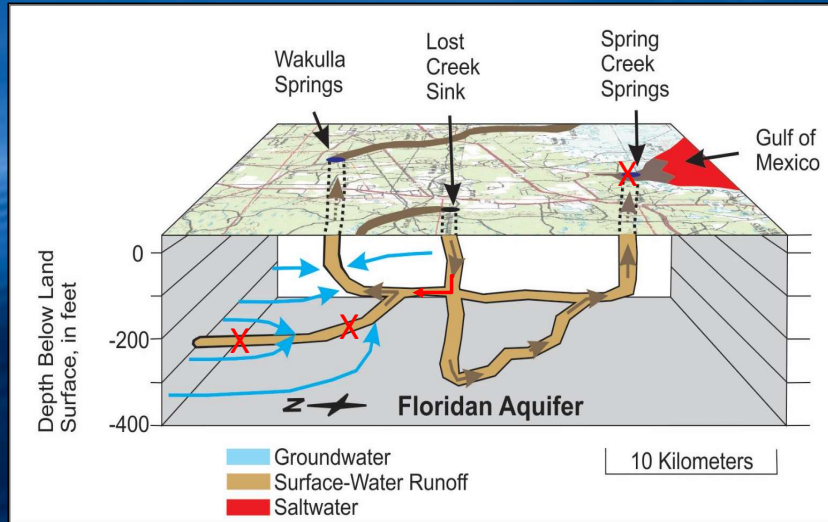 Wakulla
Springs
Lost
Creek
Sink
Spring
Creek
Springs
Gulf of
Mexico
X
0
-200
-400
Depth Below Land
Surface, in feet
X
X
N
Floridan Aquifer
Groundwater
Surface-Water Runoff
Saltwater
10 Kilometers